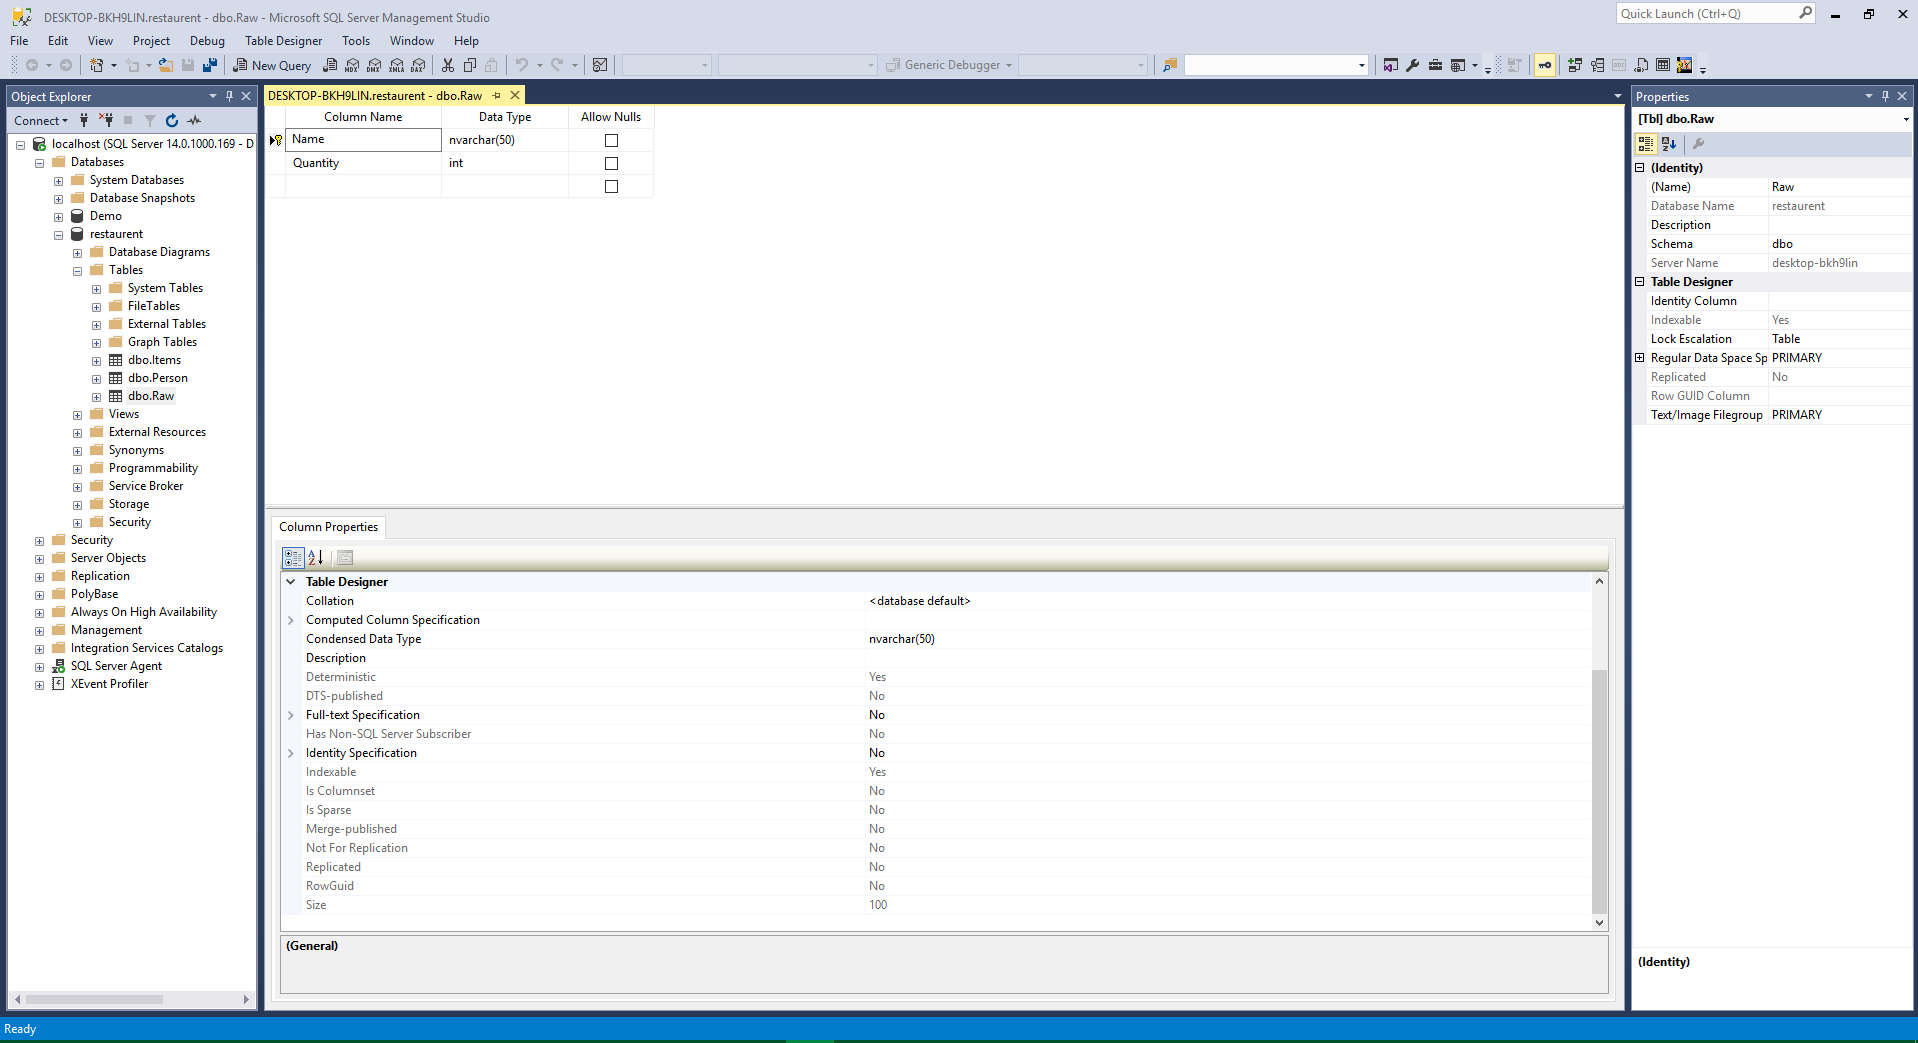 DESKTOP-BKH9LIN.restaurent - dbo.Raw - Microsoft SQL Server Management Studio
Quick Launch (Ctrl+Q)
File Edit View Project Debug Table Designer Tools Window Help
New Query
MDX DMX XMLA DAX
Generic Debugger
Object Explorer
Connect
localhost (SQL Server 14.0.1000.169 - D
Databases
System Databases
Database Snapshots
Demo
restaurent
Database Diagrams
Tables
System Tables
FileTables
External Tables
Graph Tables
dbo.Items
dbo.Person
dbo.Raw
Views
External Resources
Synonyms
Programmability
Service Broker
Storage
Security
Security
Server Objects
Replication
PolyBase
Always On High Availability
Management
Integration Services Catalogs
SQL Server Agent
XEvent Profiler
DESKTOP-BKH9LIN.restaurent - dbo.Raw
Column Name Data Type Allow Nulls
Name nvarchar(50)
Quantity int
Column Properties
Table Designer
Collation <database default>
Computed Column Specification
Condensed Data Type nvarchar(50)
Description
Deterministic Yes
DTS-published No
Full-text Specification No
Has Non-SQL Server Subscriber No
Identity Specification No
Indexable Yes
Is Columnset No
Is Sparse No
Merge-published No
Not For Replication No
Replicated No
RowGuid No
Size 100
(General)
Properties
[Tbl] dbo.Raw
(Identity)
(Name) Raw
Database Name restaurent
Description
Schema dbo
Server Name desktop-bkh9lin
Table Designer
Identity Column
Indexable Yes
Lock Escalation Table
Regular Data Space Sp PRIMARY
Replicated No
Row GUID Column
Text/Image Filegroup PRIMARY
(Identity)
Ready